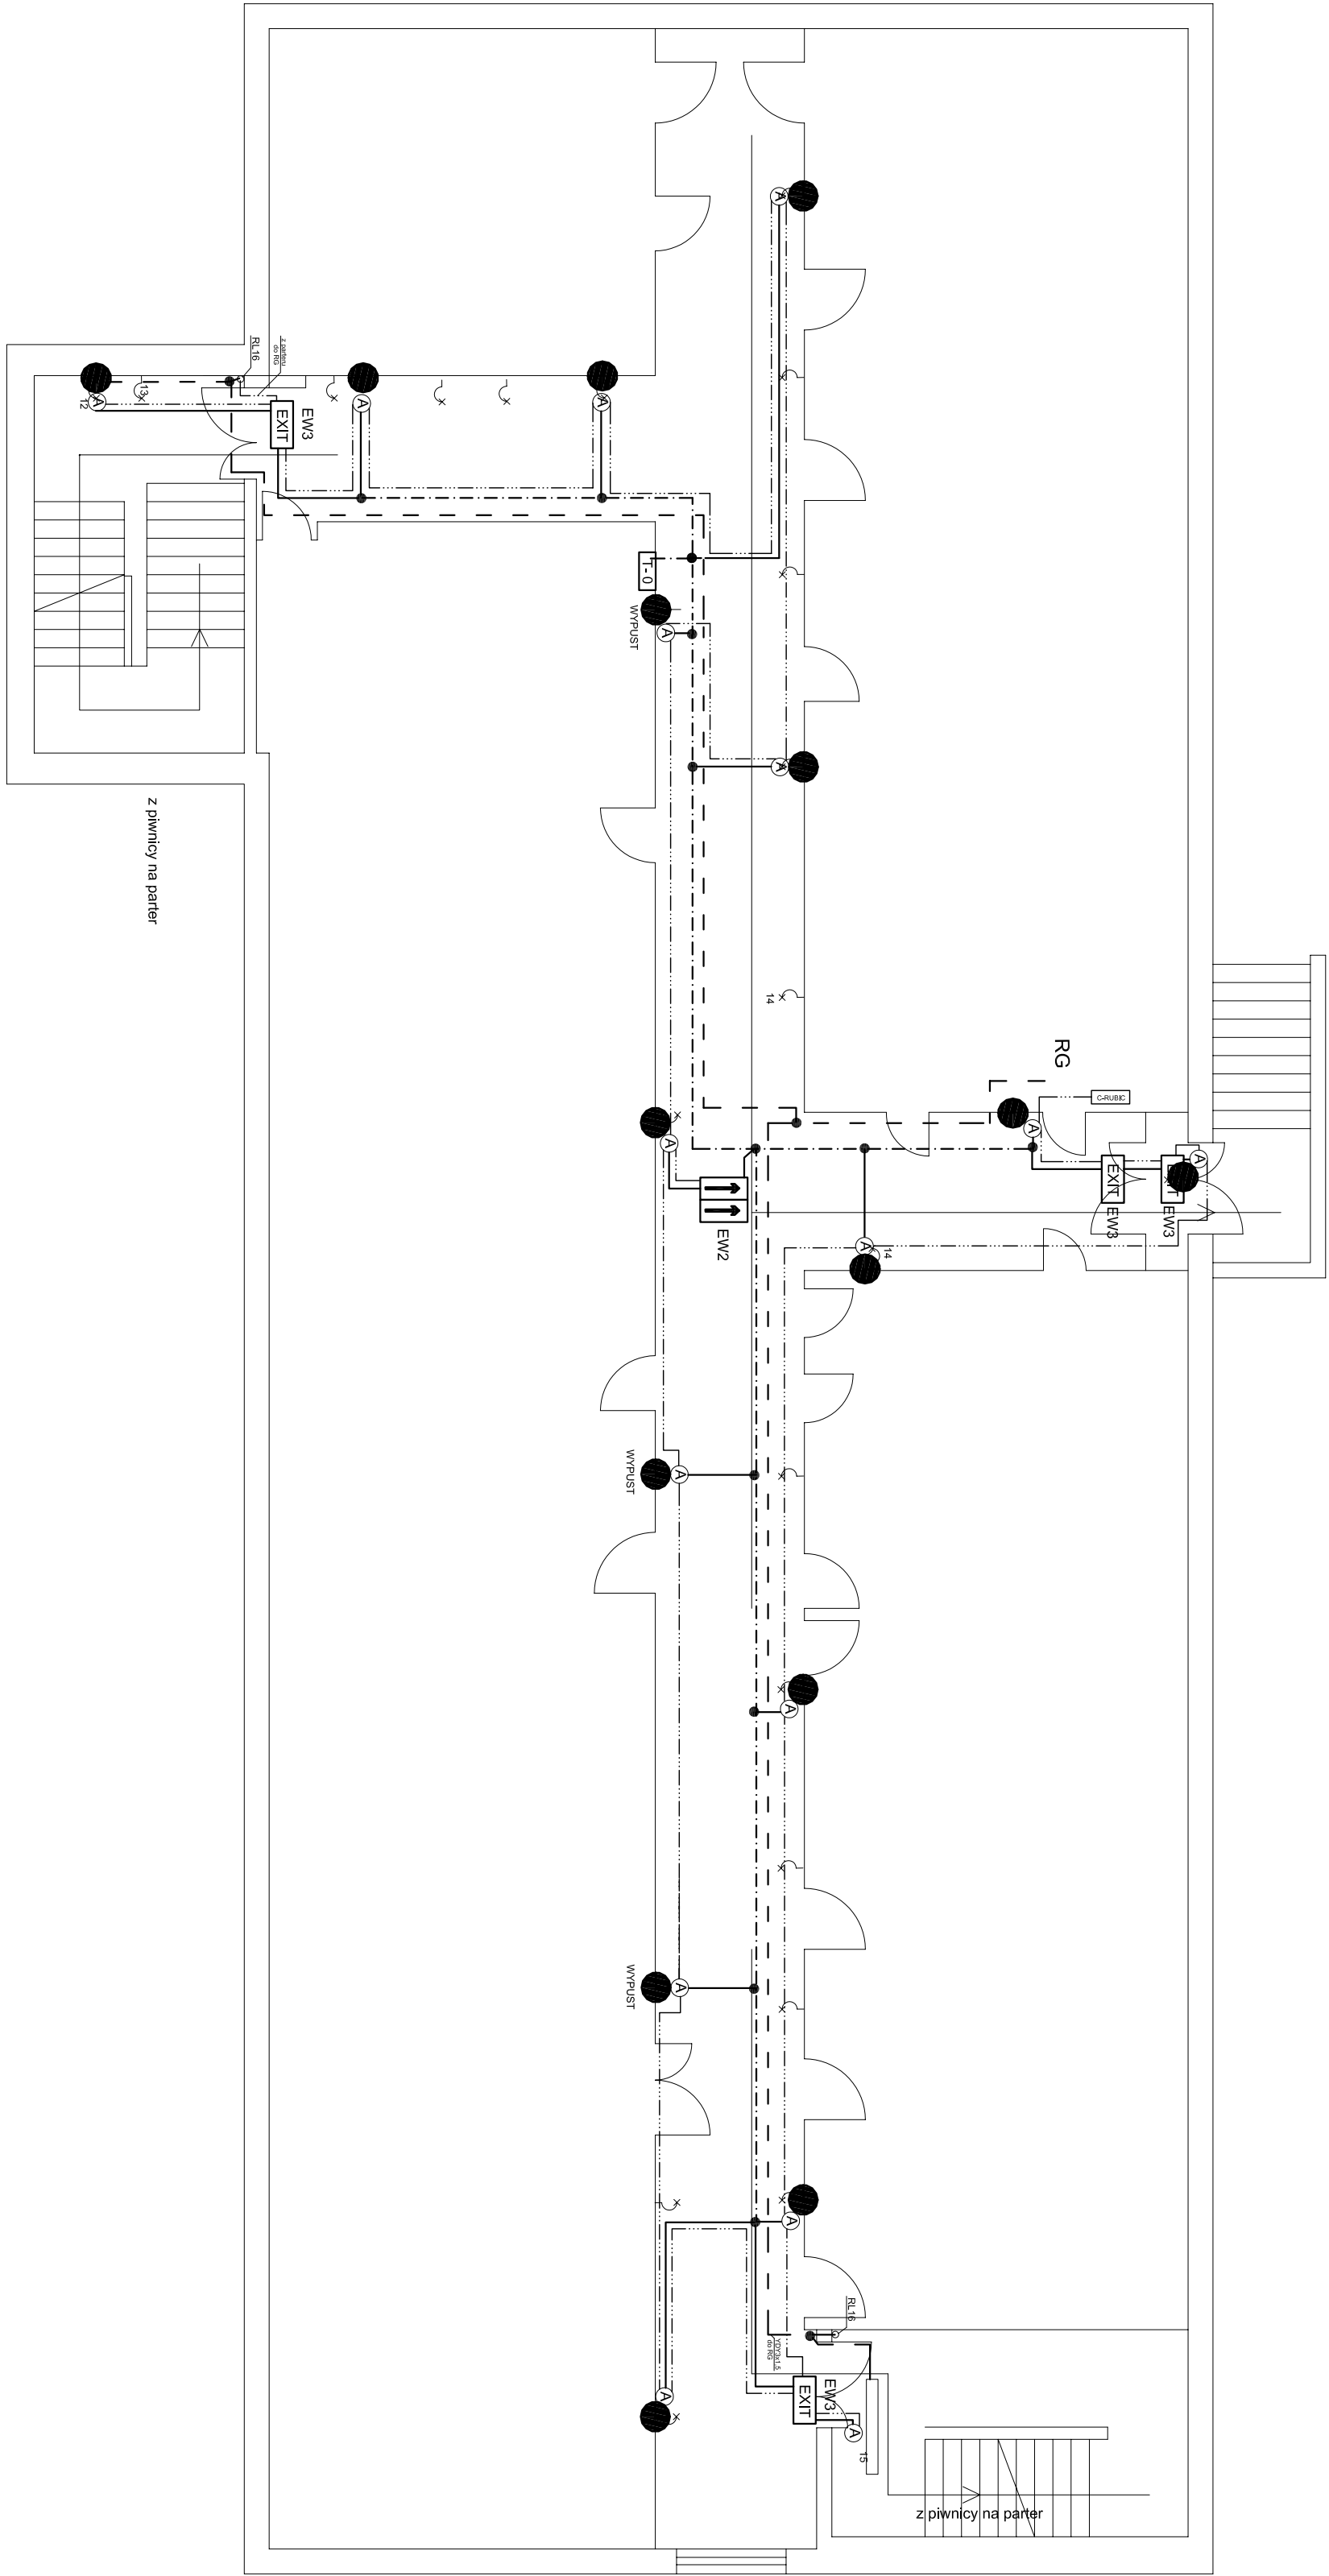 A
A
A
A
RL16
z parteru
do RG
13
12
A
EXIT
EW3
T-0
WYPUST
A
A
z piwnicy na parter
14
RG
C-RUBIC
A
A
EXIT
EW3
EXIT
EW3
A
EW2
A
14
WYPUST
A
A
WYPUST
A
A
RL16
YDY3x1,5
do RG
EW3
EXIT
A
A
15
z piwnicy na parter